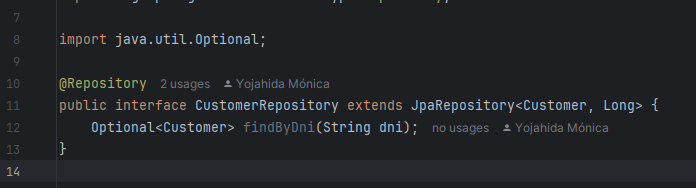 7
8 import java.util.Optional;
9
10 @Repository 2 usages Yojahida Mónica
11 public interface CustomerRepository extends JpaRepository<Customer, Long> {
12 Optional<Customer> findByDni(String dni); no usages Yojahida Mónica
13 }
14